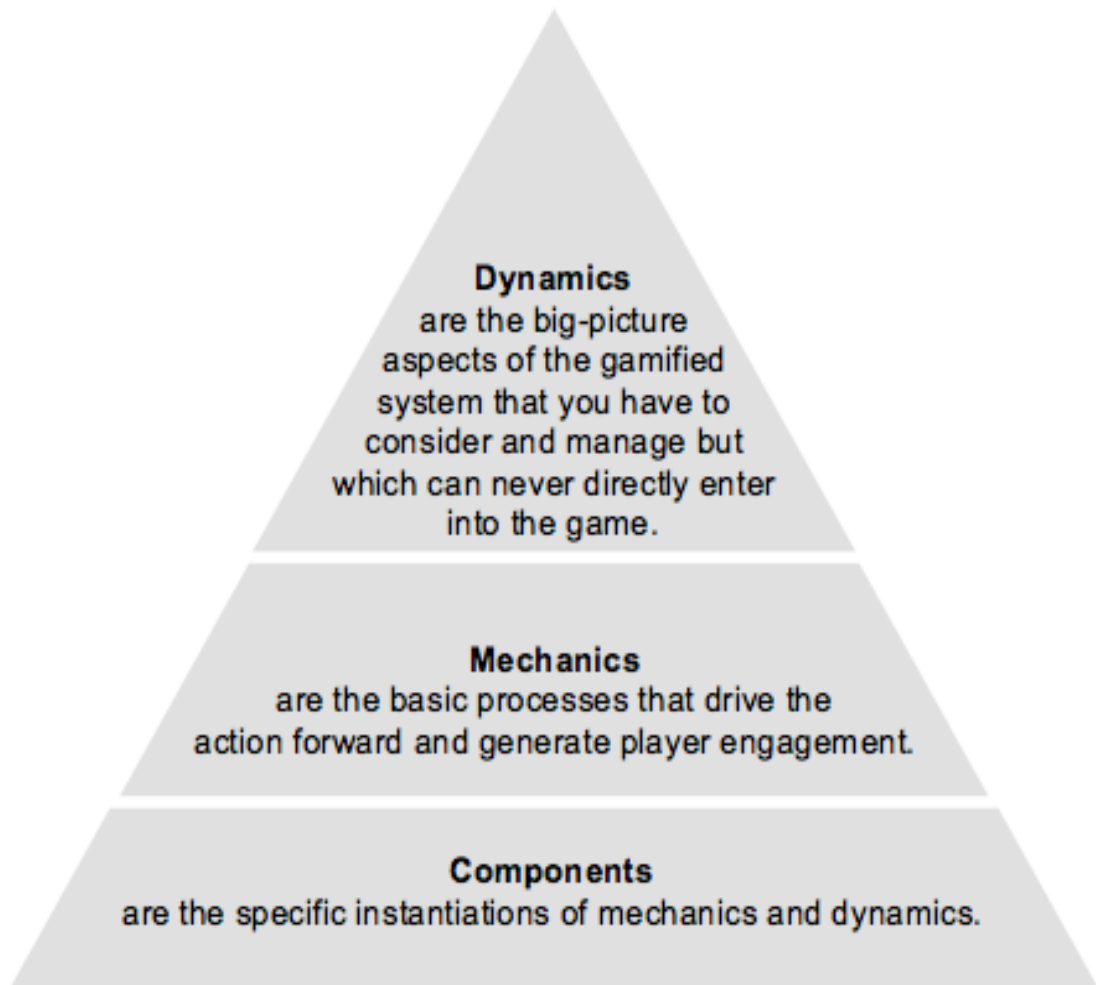 Dynamics
are the big-picture
aspects of the gamified
system that you have to
consider and manage but
which can never directly enter
into the game.
Mechanics
are the basic processes that drive the
action forward and generate player engagement.
Components
are the specific instantiations of mechanics and dynamics.